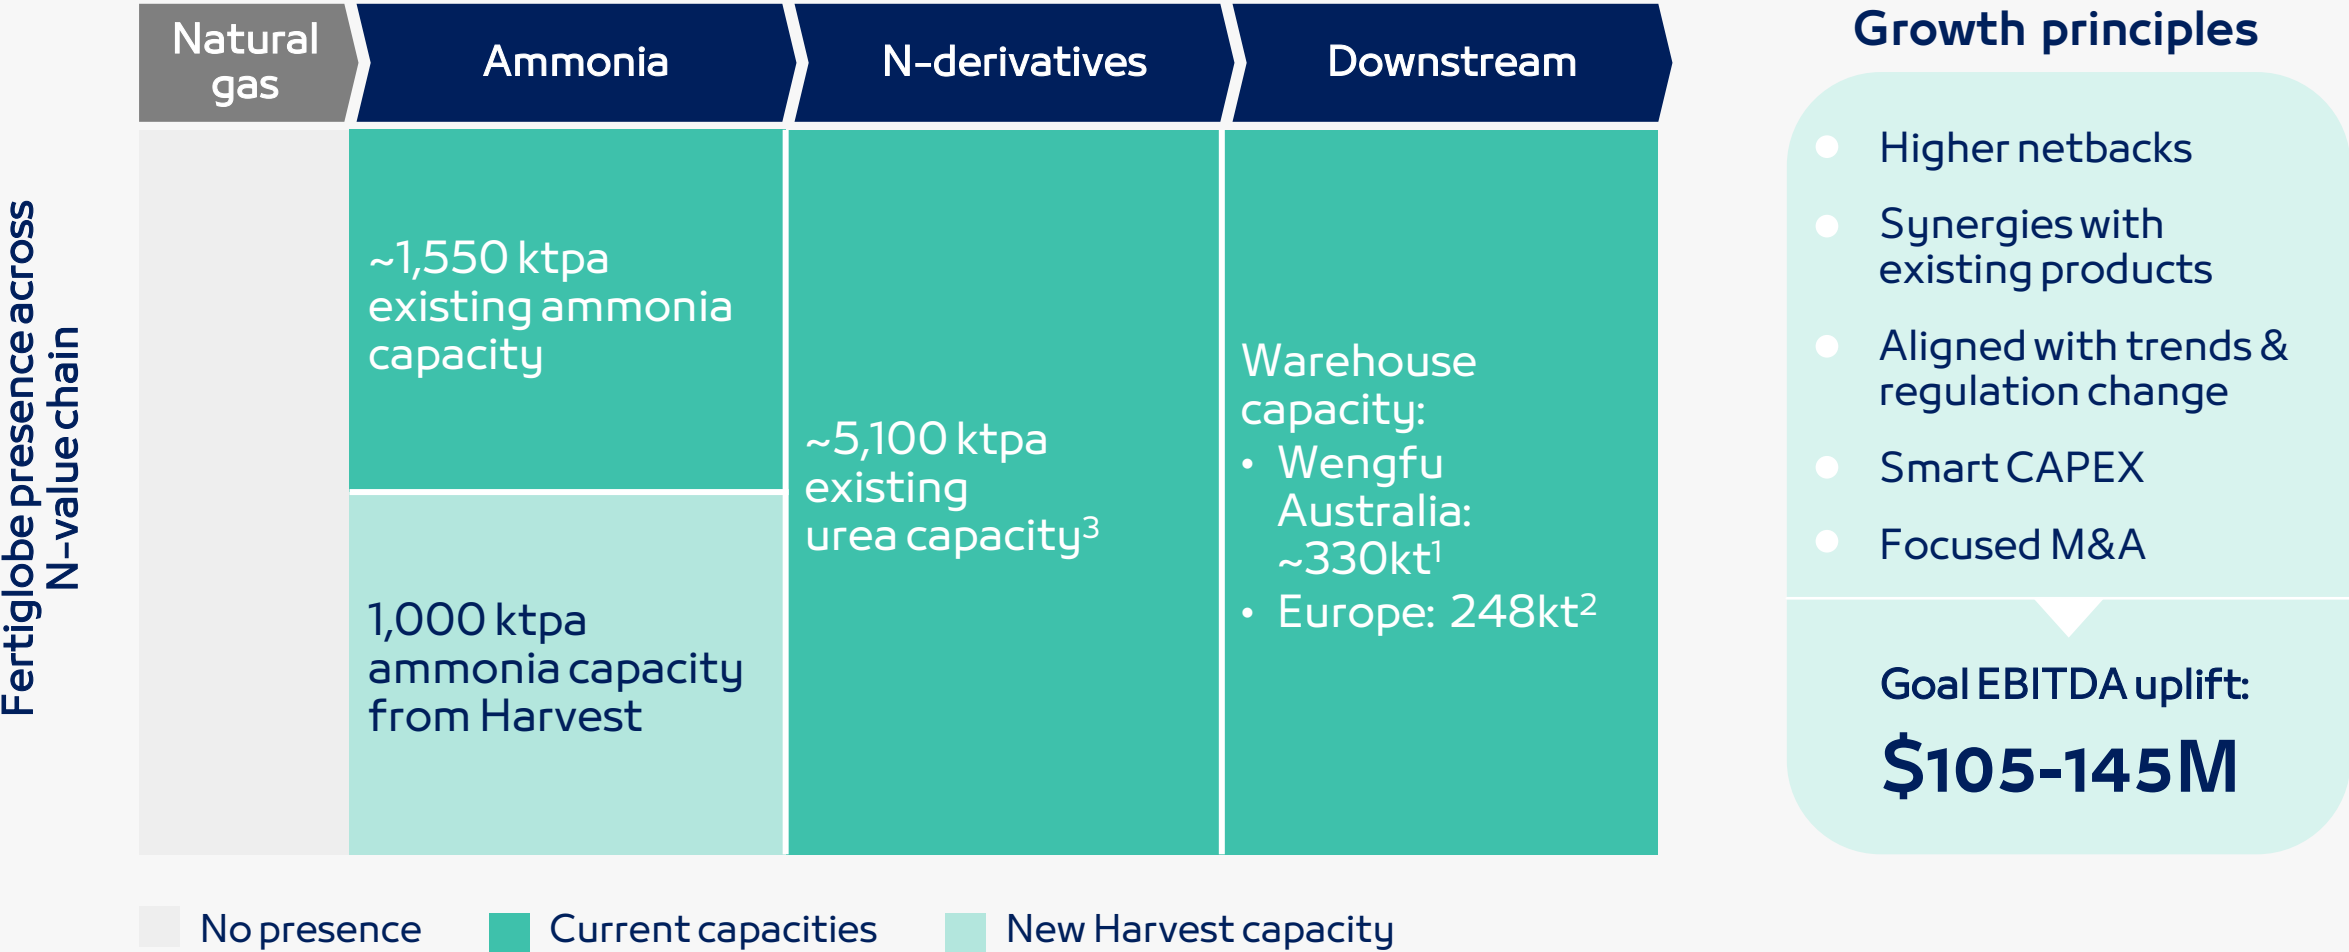 Natural
gas
Ammonia
N-derivatives
Downstream
Fertiglobe presence across
N-value chain
~1,550 ktpa
existing ammonia
capacity
1,000 ktpa
ammonia capacity
from Harvest
~5,100 ktpa
existing
urea capacity³
Warehouse
capacity:
• Wengfu
Australia:
~330kt¹
• Europe: 248kt²
No presence
Current capacities
New Harvest capacity
Growth principles
Higher netbacks
Synergies with
existing products
Aligned with trends &
regulation change
Smart CAPEX
Focused M&A
Goal EBITDA uplift:
$105-145M